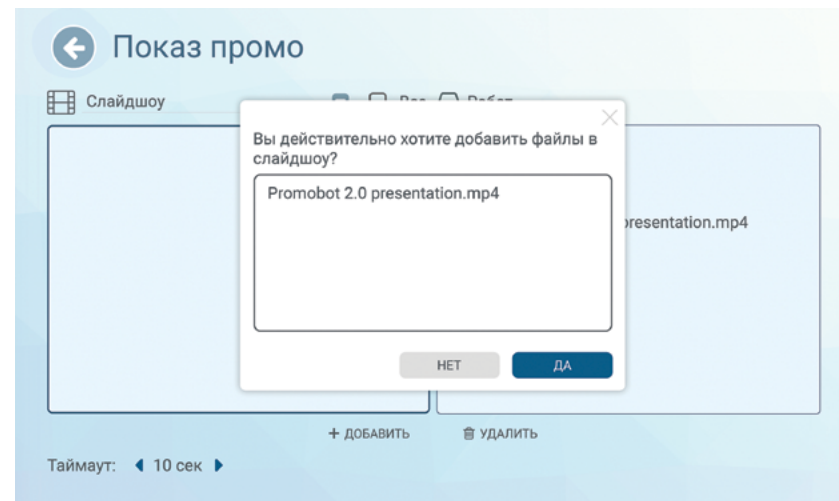 Показ промо
Слайдшоу
Вы действительно хотите добавить файлы в
слайдшоу?
Promobot 2.0 presentation.mp4
presentation.mp4
НЕТ
ДА
+ ДОБАВИТЬ
УДАЛИТЬ
Таймаут: 10 сек